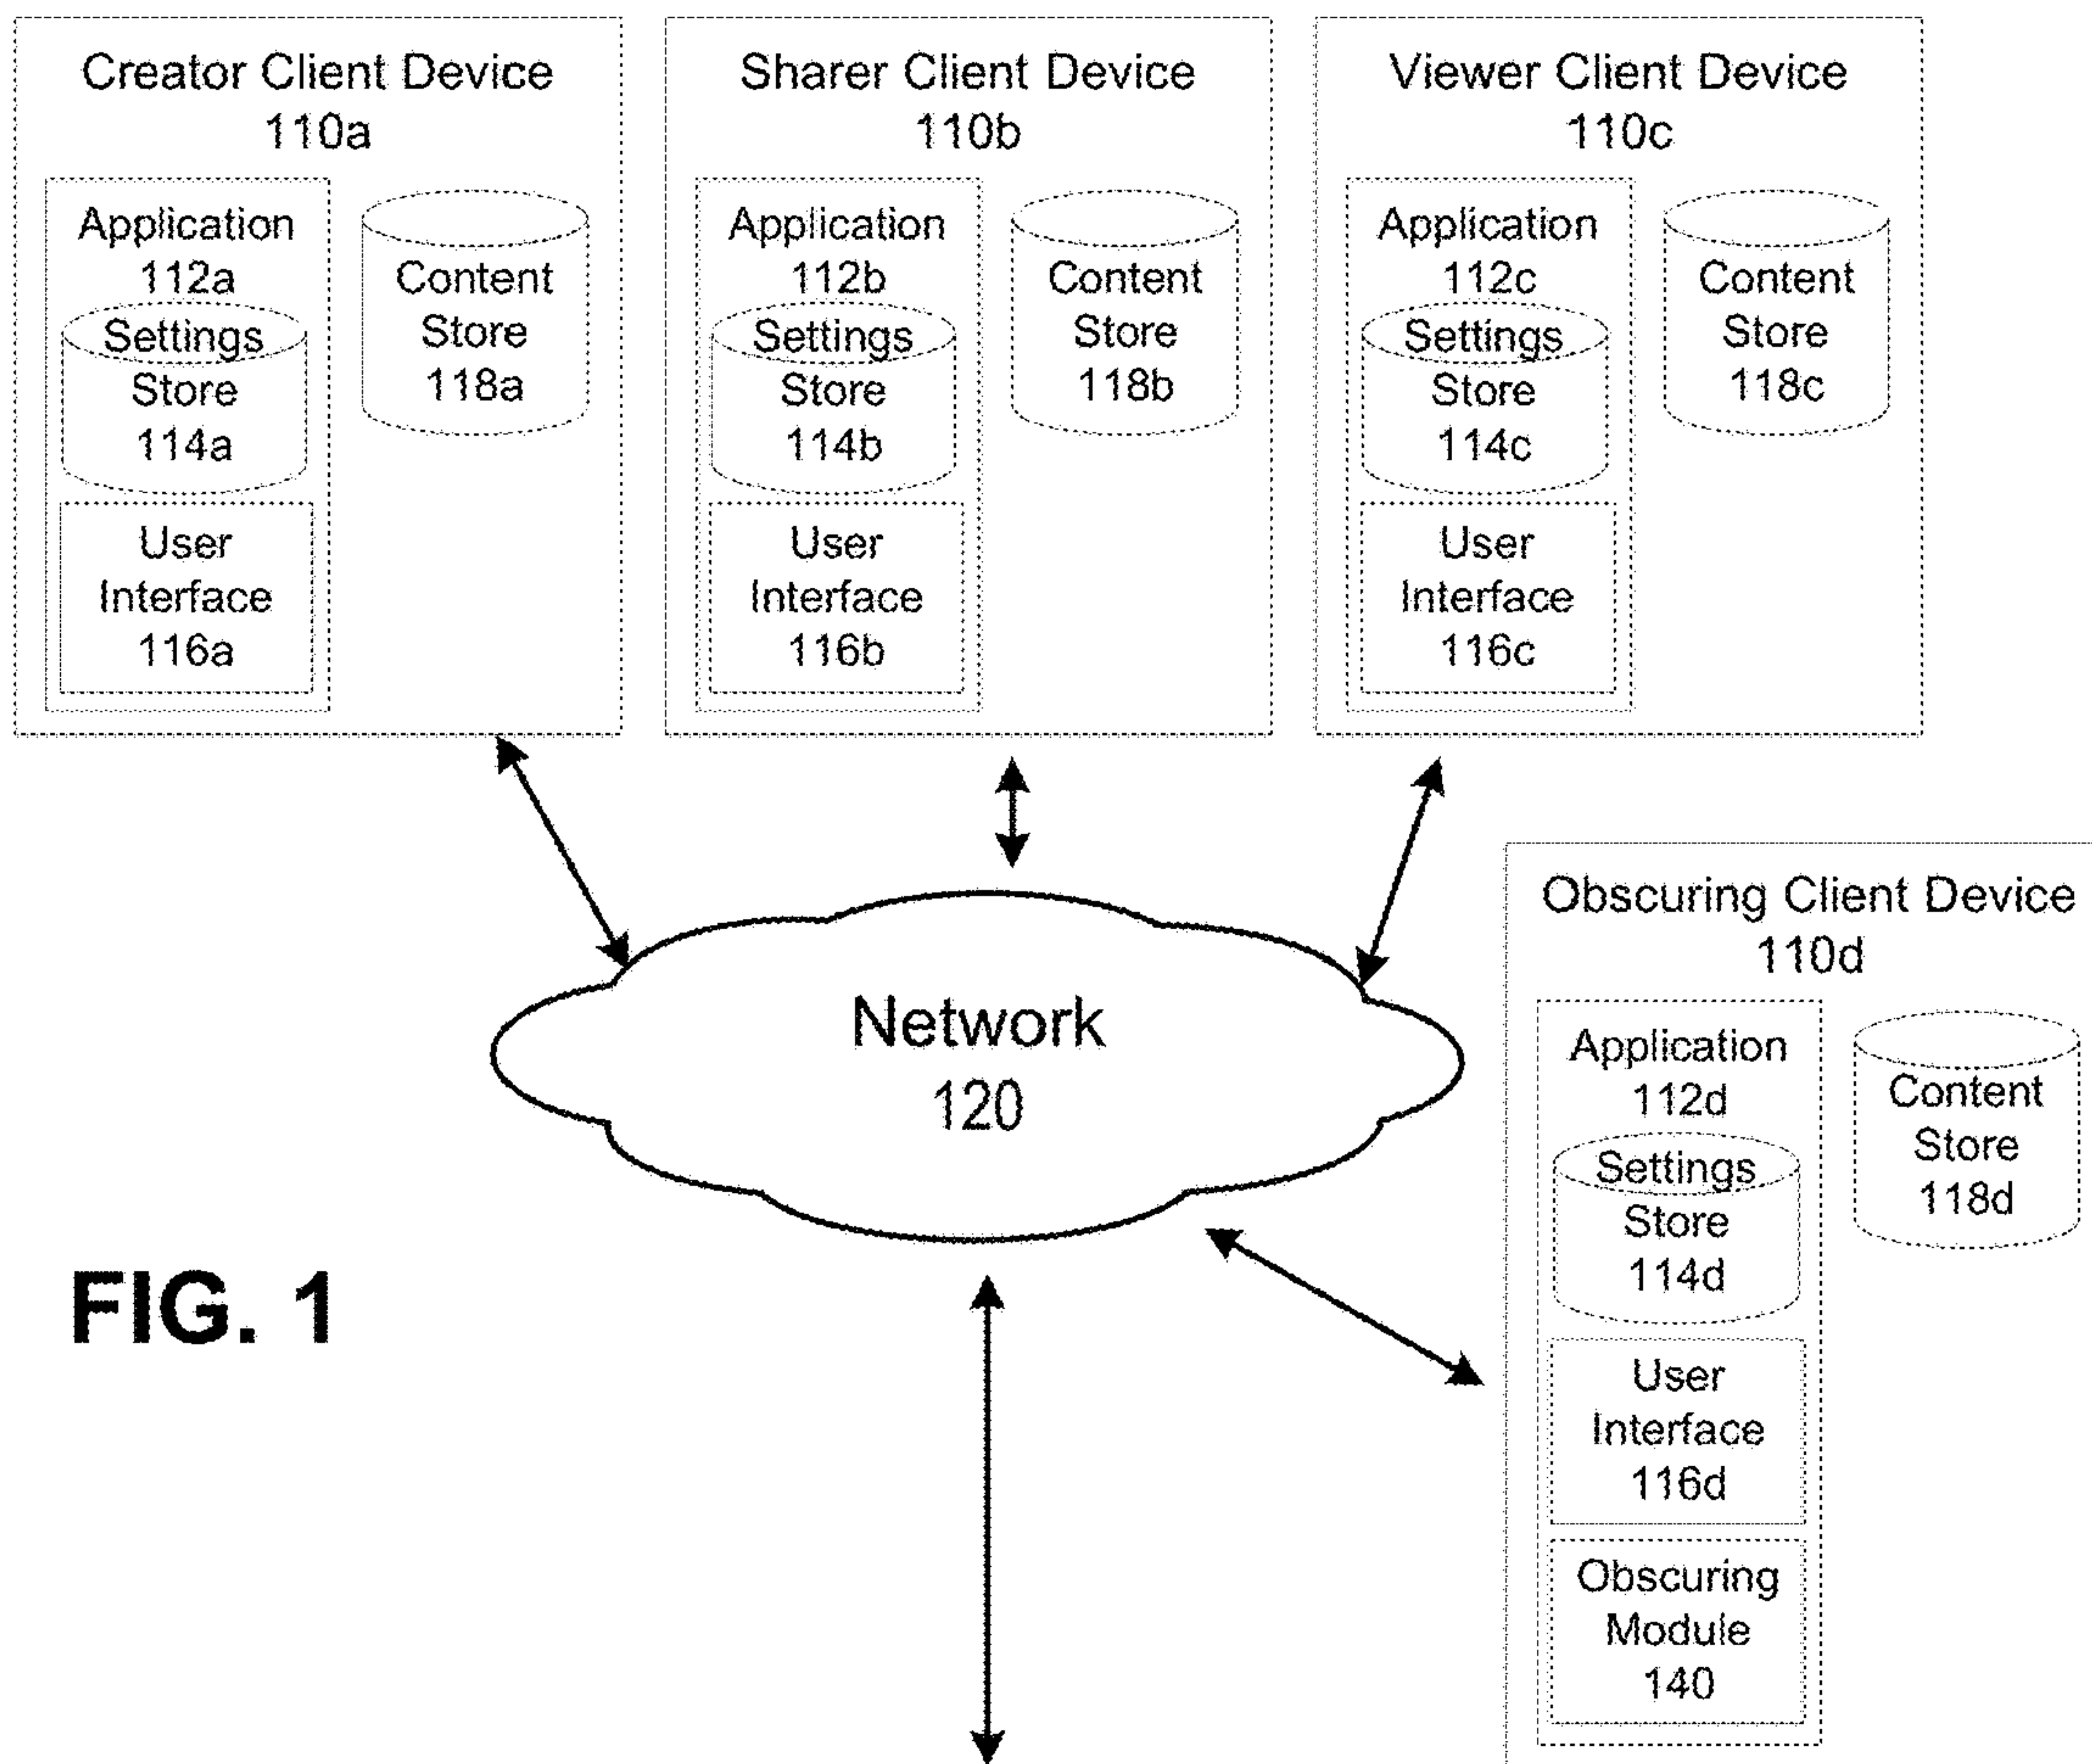 Creator Client Device
110a
Application
112a
Settings
Store
114a
User
Interface
116a
Content
Store
118a
Sharer Client Device
110b
Application
112b
Settings
Store
114b
User
Interface
116b
Content
Store
118b
Viewer Client Device
110c
Application
112c
Settings
Store
114c
User
Interface
116c
Content
Store
118c
Network
120
Obscuring Client Device
110d
Application
112d
Settings
Store
114d
User
Interface
116d
Obscuring
Module
140
Content
Store
118d
FIG. 1